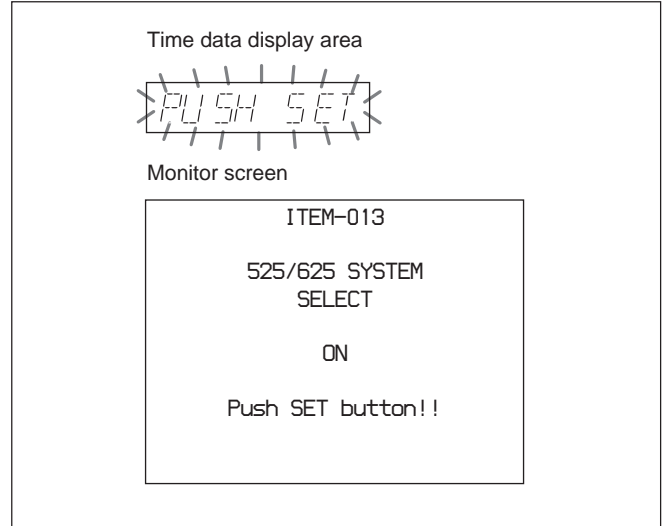 Time data display area
PUSH SET
Monitor screen
ITEM-013
525/625 SYSTEM
SELECT
ON
Push SET button!!